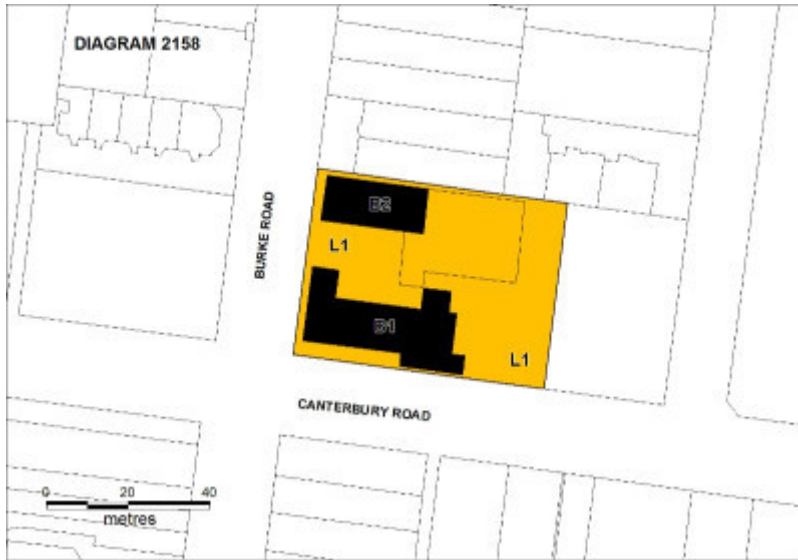 DIAGRAM 2158
BURKE ROAD
B2
L1
B1
L1
CANTERBURY ROAD
0 20 40
metres